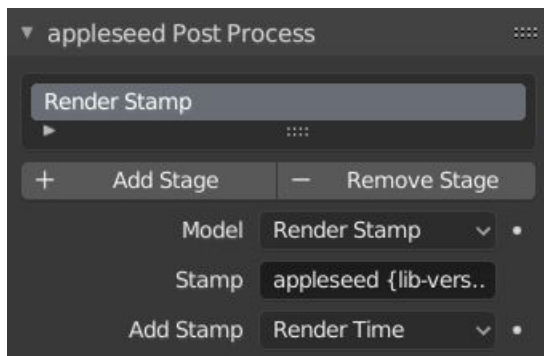 appleseed Post Process
Render Stamp
+ Add Stage − Remove Stage
Model Render Stamp
Stamp appleseed {lib-vers..
Add Stamp Render Time